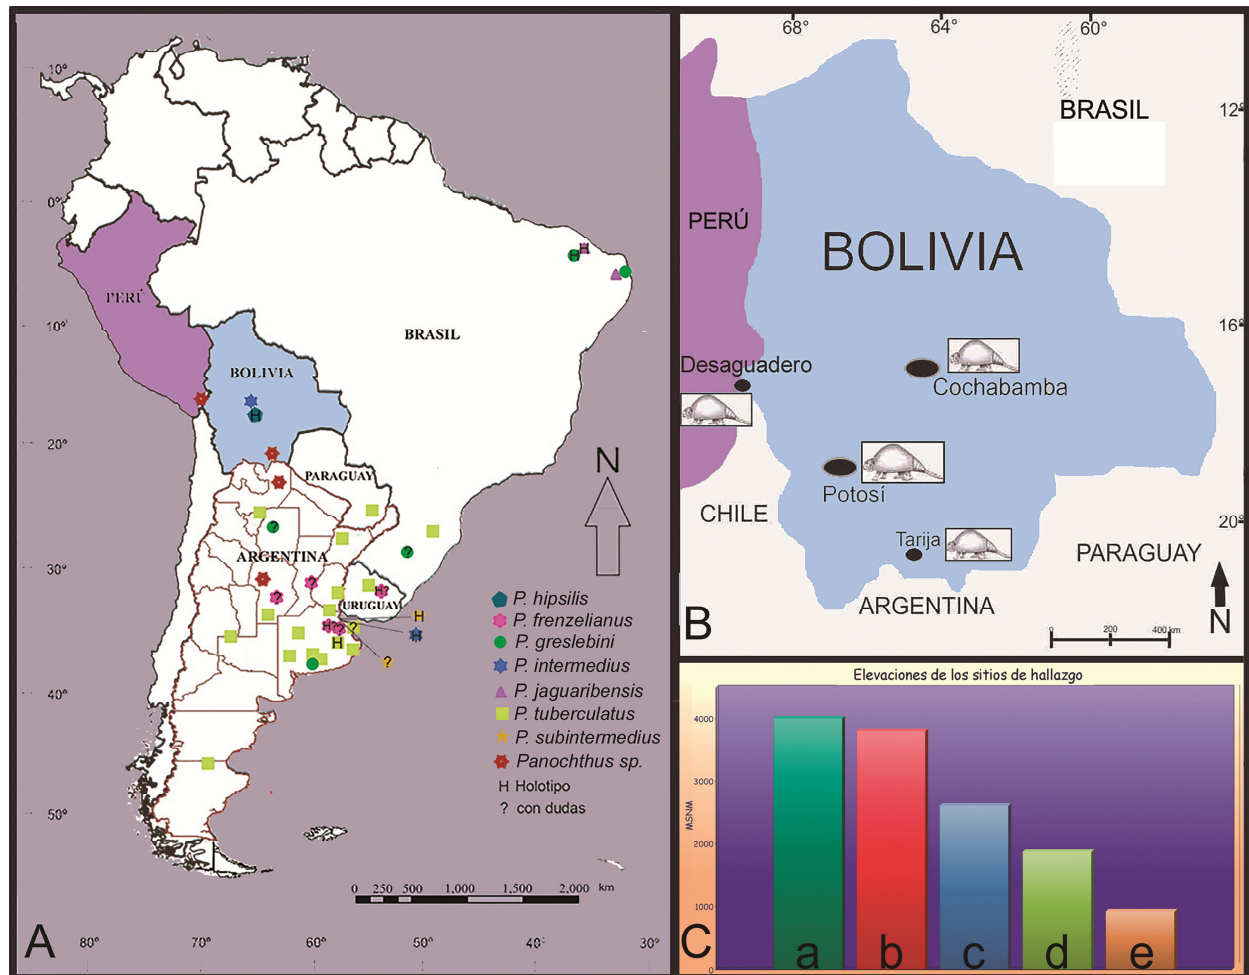 10°
0°
PERÚ
10°
BRASIL
BOLIVIA
20°
PARAGUAY
N
ARGENTINA
30°
URUGUAY
40°
50°
H
H
H
?
?
?
?
H?
H??
?
?
H
H
H
?
P. hipsilis
P. frenzelianus
P. greslebini
P. intermedius
P. jaguaribensis
P. tuberculatus
P. subintermedius
Panochthus sp.
H Holotipo
? con dudas
0 250 500 1,000 1,500 2,000 km
A
80° 70° 60° 50° 40° 30°
68° 64° 60°
BRASIL
12°
PERÚ
BOLIVIA
16°
Desaguadero
Cochabamba
Potosí
CHILE
20°
Tarija
PARAGUAY
ARGENTINA
B
N
0 200 400 km
Elevaciones de los sitios de hallazgo
4000
3000
MSNM
2000
1000
0
C
a b c d e